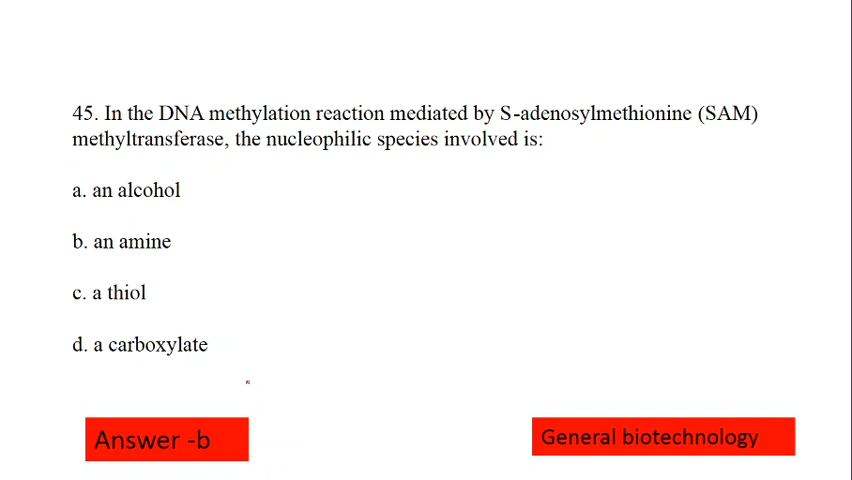 45. In the DNA methylation reaction mediated by S-adenosylmethionine (SAM)
methyltransferase, the nucleophilic species involved is:
a. an alcohol
b. an amine
c. a thiol
d. a carboxylate
Answer -b
General biotechnology